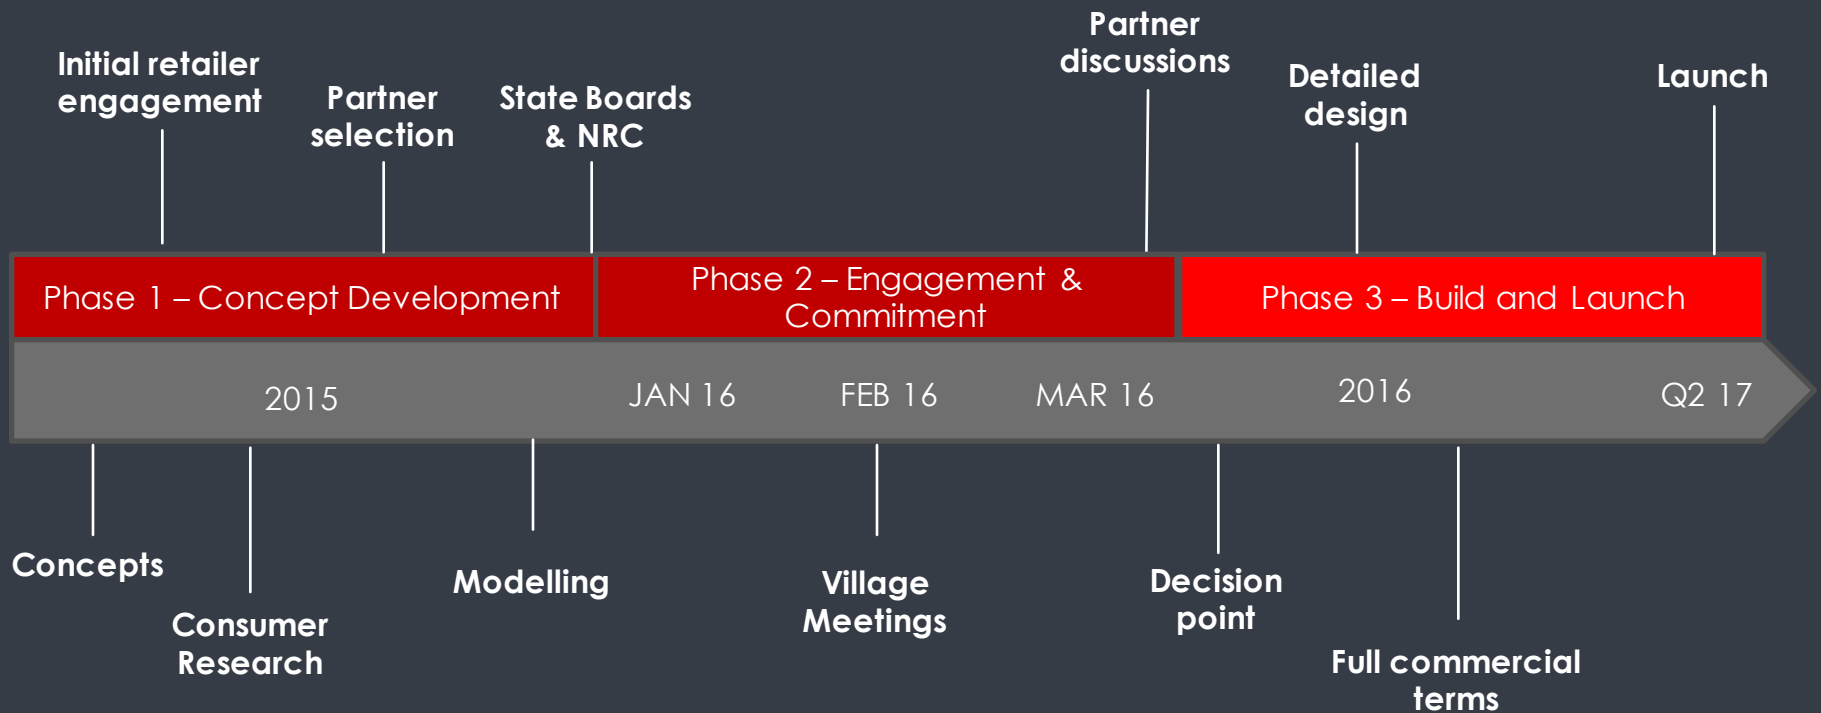 Initial retailer
engagement
Partner
selection
State Boards
& NRC
Partner
discussions
Detailed
design
Launch
Phase 1 – Concept Development
Phase 2 – Engagement &
Commitment
Phase 3 – Build and Launch
2015
JAN 16
FEB 16
MAR 16
2016
Q2 17
Concepts
Consumer
Research
Modelling
Village
Meetings
Decision
point
Full commercial
terms